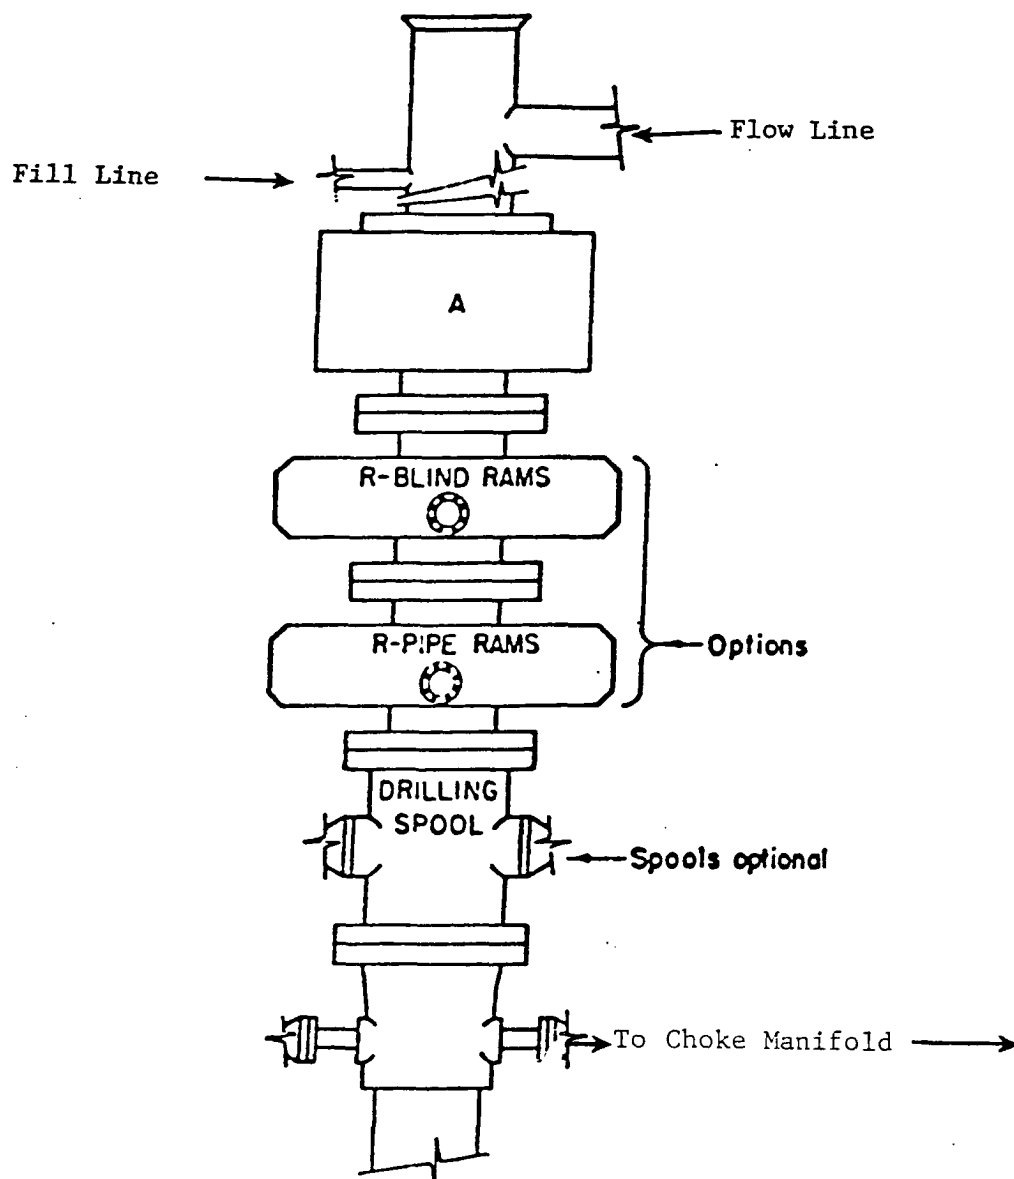 Flow Line
Fill Line
A
R-BLIND RAMS
R-PIPE RAMS
Options
DRILLING
SPOOL
Spools optional
To Choke Manifold